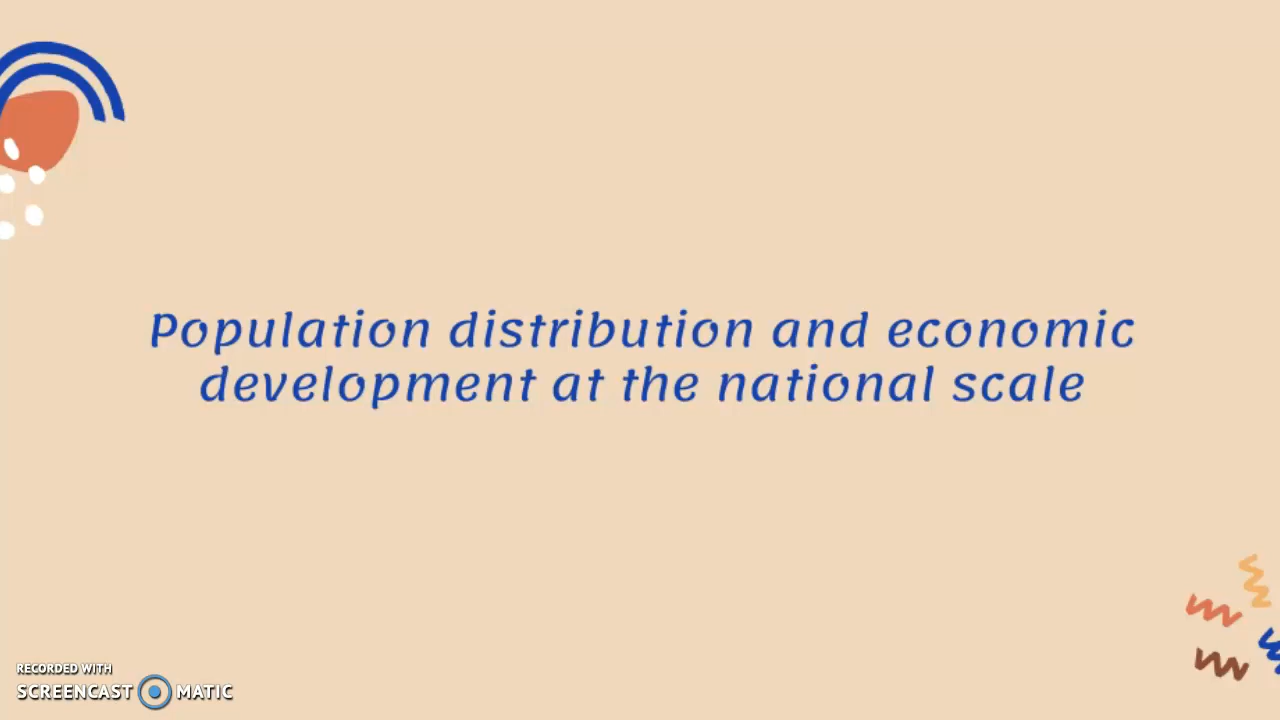 Population distribution and economic
development at the national scale
RECORDED WITH
SCREENCAST MATIC